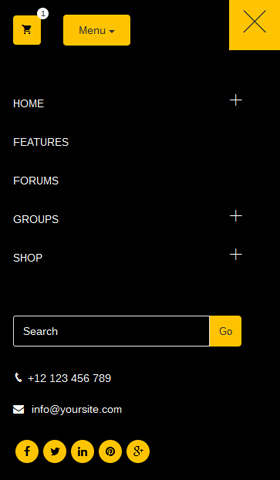 1
Menu
HOME
FEATURES
FORUMS
GROUPS
SHOP
Search Go
+12 123 456 789
info@yoursite.com